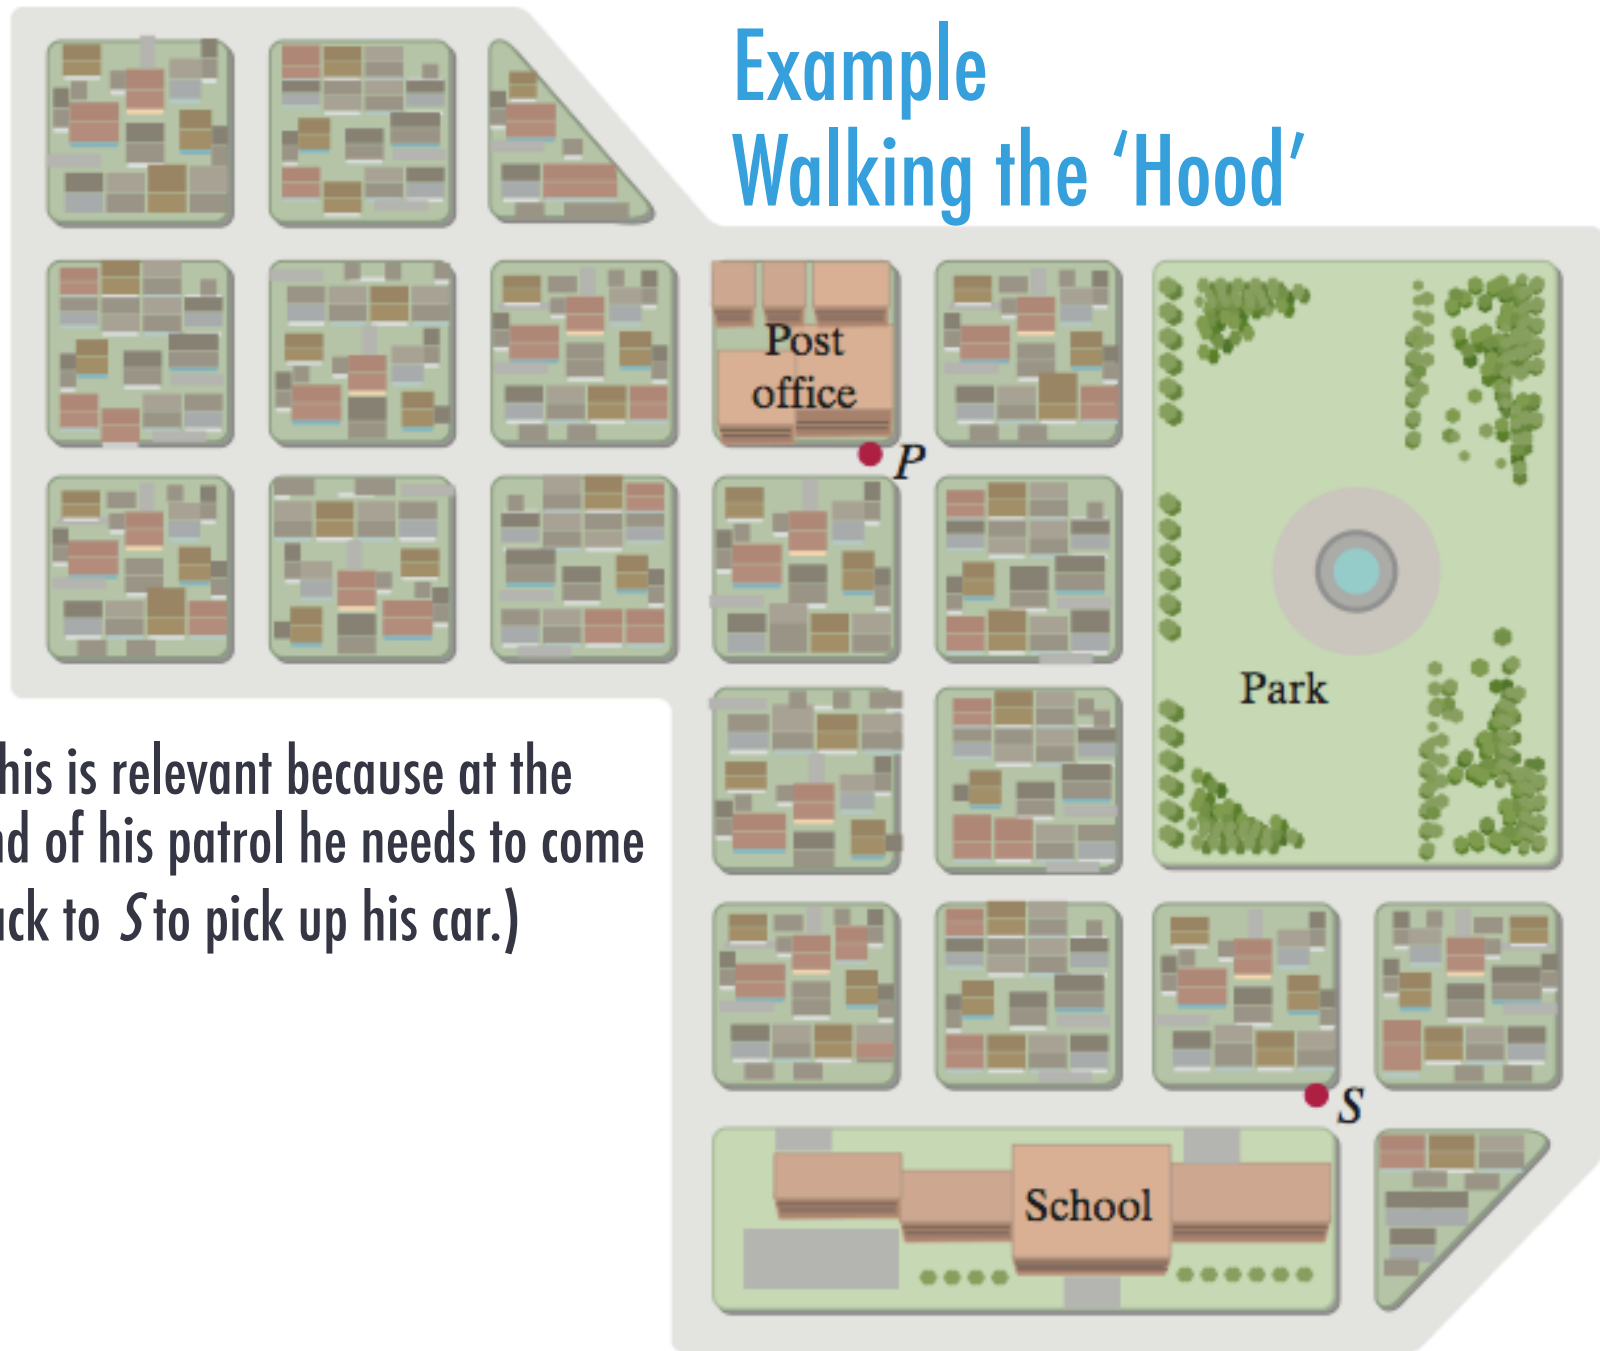 Example
Walking the ‘Hood’
Post
office
P
Park
his is relevant because at the
nd of his patrol he needs to come
ck to S to pick up his car.)
S
School